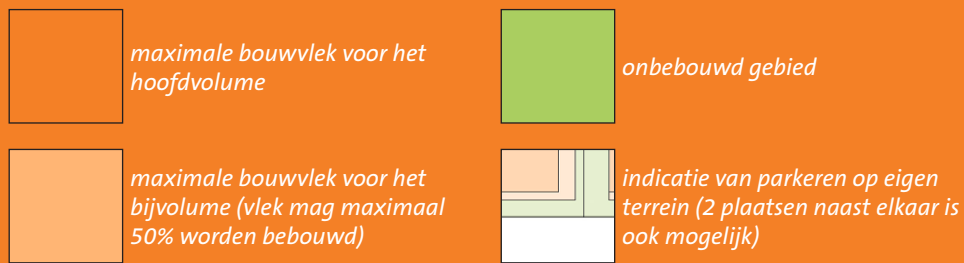 maximale bouwvlek voor het
hoofdvolume
onbebouwd gebied
maximale bouwvlek voor het
bijvolume (vlek mag maximaal
50% worden bebouwd)
indicatie van parkeren op eigen
terrein (2 plaatsen naast elkaar is
ook mogelijk)